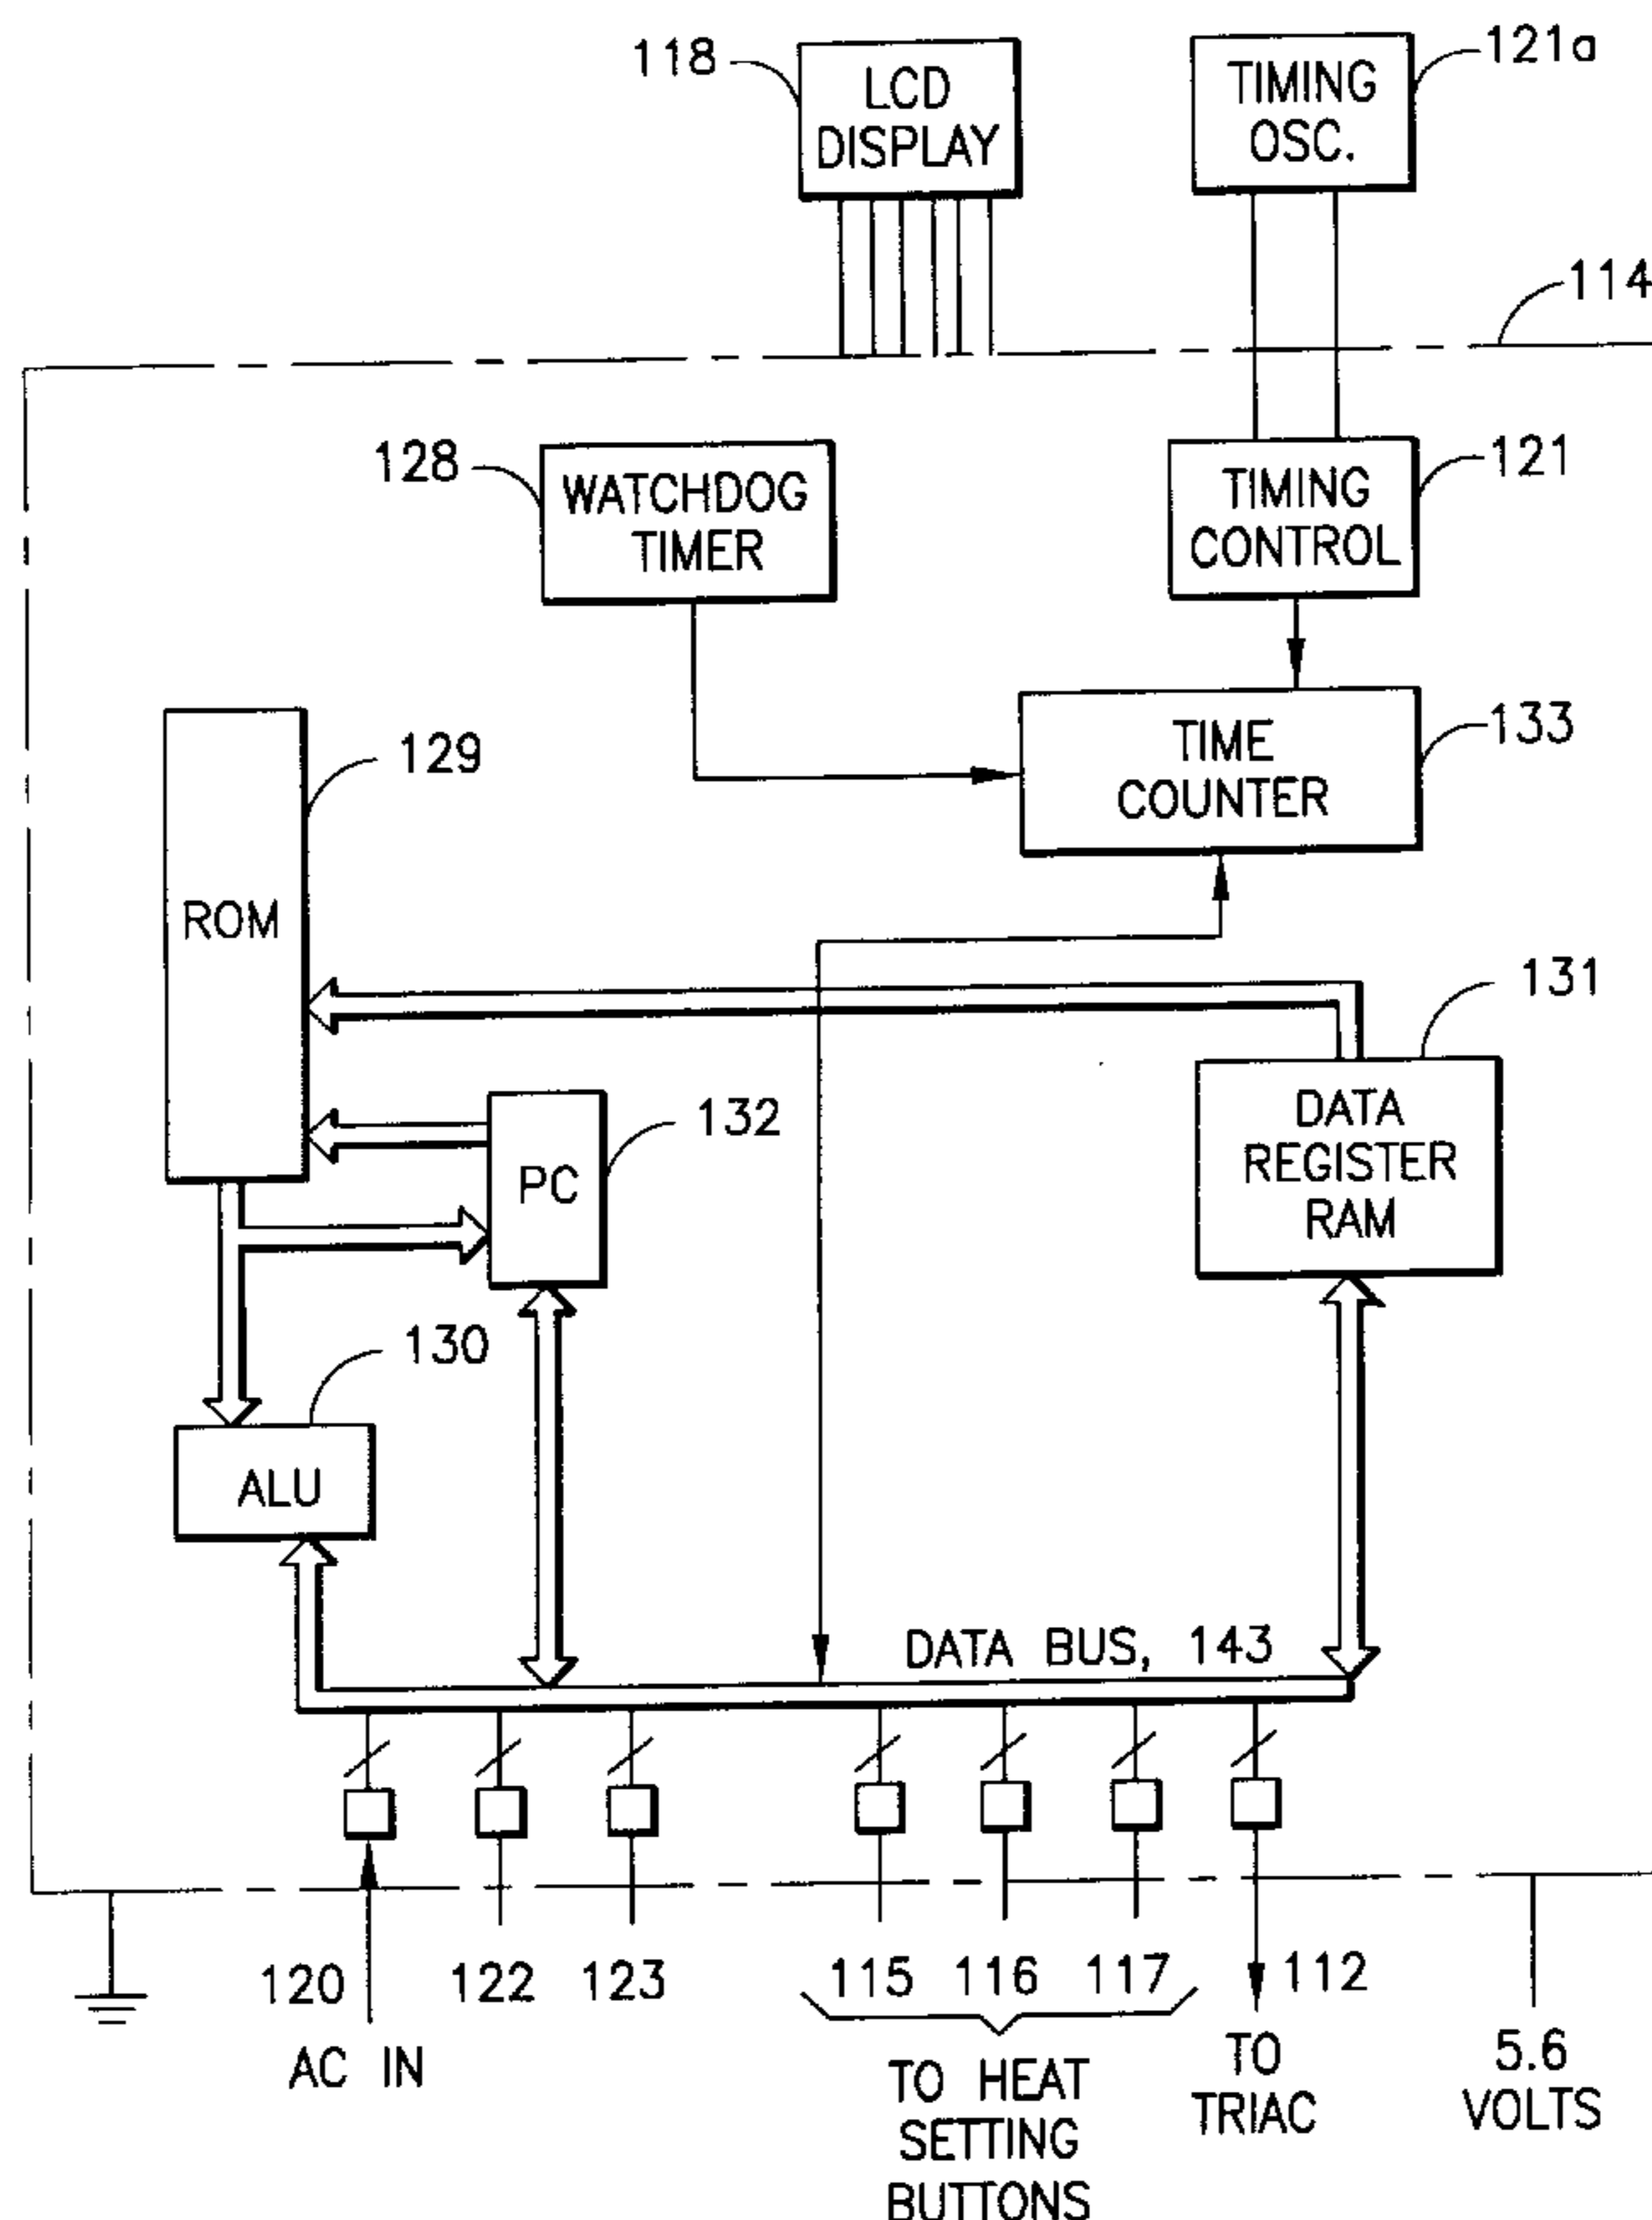 118
LCD
DISPLAY
TIMING
OSC.
121a
114
128
WATCHDOG
TIMER
TIMING
CONTROL
121
129
TIME
COUNTER
133
ROM
131
132
PC
DATA
REGISTER
RAM
130
ALU
DATA BUS, 143
120
122
123
115
116
117
112
AC IN
TO HEAT
SETTING
BUTTONS
TO
TRIAC
5.6
VOLTS